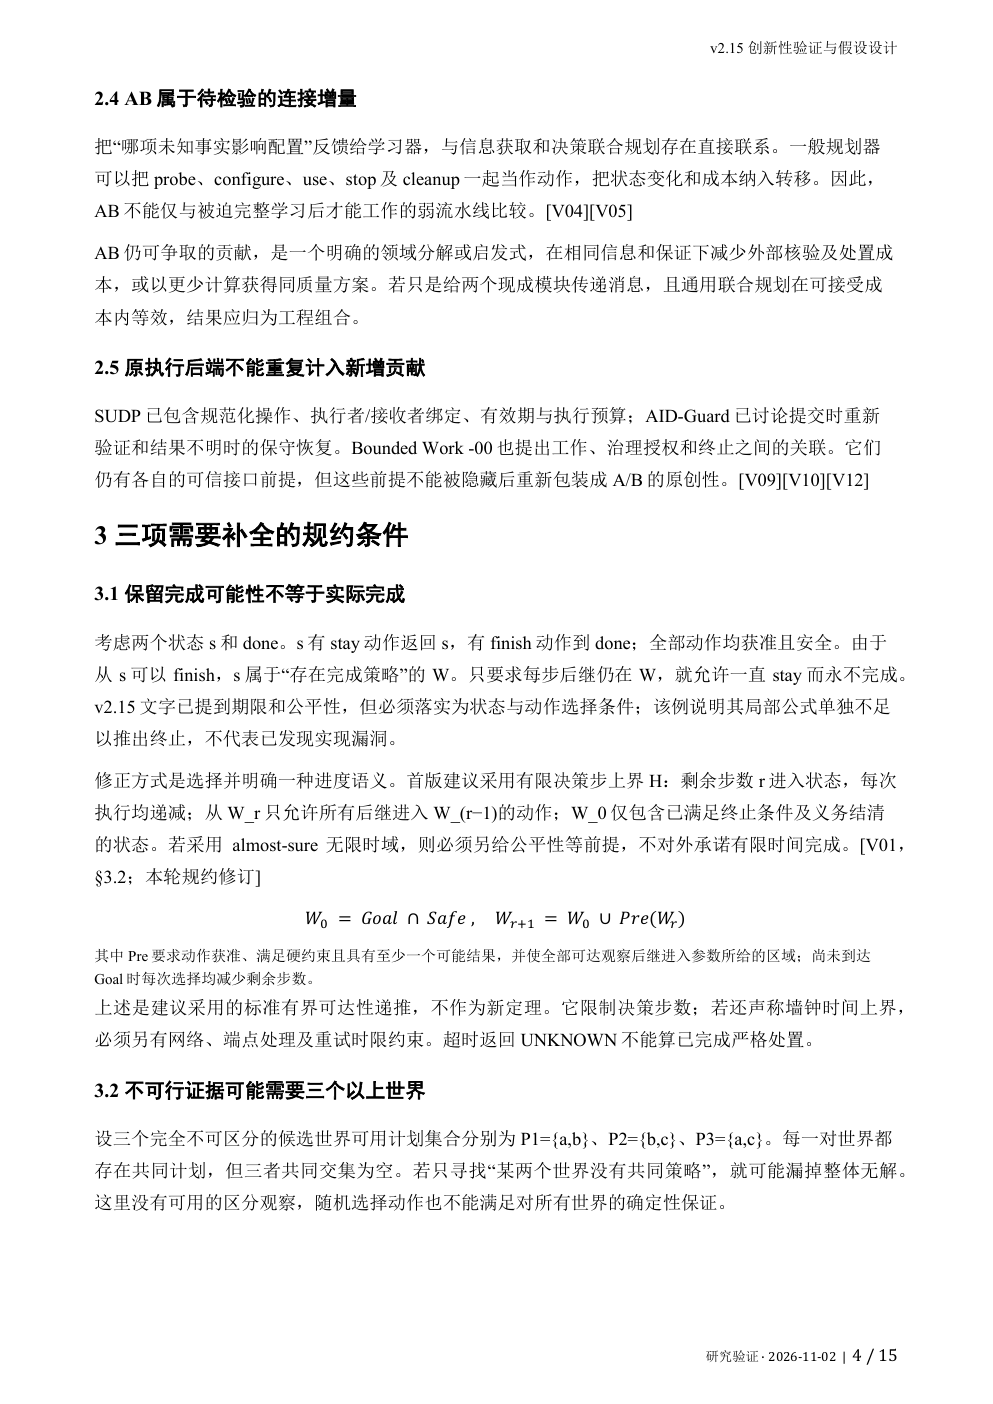 v2.15 创新性验证与假设设计
2.4 AB 属于待检验的连接增量
把“哪项未知事实影响配置”反馈给学习器，与信息获取和决策联合规划存在直接联系。一般规划器
可以把 probe、configure、use、stop 及 cleanup 一起当作动作，把状态变化和成本纳入转移。因此，
AB 不能仅与被迫完整学习后才能工作的弱流水线比较。[V04][V05]
AB 仍可争取的贡献，是一个明确的领域分解或启发式，在相同信息和保证下减少外部核验及处置成
本，或以更少计算获得同质量方案。若只是给两个现成模块传递消息，且通用联合规划在可接受成
本内等效，结果应归为工程组合。
2.5 原执行后端不能重复计入新增贡献
SUDP 已包含规范化操作、执行者/接收者绑定、有效期与执行预算；AID-Guard 已讨论提交时重新
验证和结果不明时的保守恢复。Bounded Work -00 也提出工作、治理授权和终止之间的关联。它们
仍有各自的可信接口前提，但这些前提不能被隐藏后重新包装成 A/B 的原创性。[V09][V10][V12]
3 三项需要补全的规约条件
3.1 保留完成可能性不等于实际完成
考虑两个状态 s 和 done。s 有 stay 动作返回 s，有 finish 动作到 done；全部动作均获准且安全。由于
从 s 可以 finish，s 属于“存在完成策略”的 W。只要求每步后继仍在 W，就允许一直 stay 而永不完成。
v2.15 文字已提到期限和公平性，但必须落实为状态与动作选择条件；该例说明其局部公式单独不足
以推出终止，不代表已发现实现漏洞。
修正方式是选择并明确一种进度语义。首版建议采用有限决策步上界 H：剩余步数 r 进入状态，每次
执行均递减；从 W_r 只允许所有后继进入 W_(r−1)的动作；W_0 仅包含已满足终止条件及义务结清
的状态。若采用 almost-sure 无限时域，则必须另给公平性等前提，不对外承诺有限时间完成。[V01，
§3.2；本轮规约修订]
W₀ = Goal ∩ Safe , Wᵣ₊₁ = W₀ ∪ Pre(Wᵣ)
其中 Pre 要求动作获准、满足硬约束且具有至少一个可能结果，并使全部可达观察后继进入参数所给的区域；尚未到达
Goal 时每次选择均减少剩余步数。
上述是建议采用的标准有界可达性递推，不作为新定理。它限制决策步数；若还声称墙钟时间上界，
必须另有网络、端点处理及重试时限约束。超时返回 UNKNOWN 不能算已完成严格处置。
3.2 不可行证据可能需要三个以上世界
设三个完全不可区分的候选世界可用计划集合分别为 P1={a,b}、P2={b,c}、P3={a,c}。每一对世界都
存在共同计划，但三者共同交集为空。若只寻找“某两个世界没有共同策略”，就可能漏掉整体无解。
这里没有可用的区分观察，随机选择动作也不能满足对所有世界的确定性保证。
研究验证 · 2026-11-02 | 4 / 15